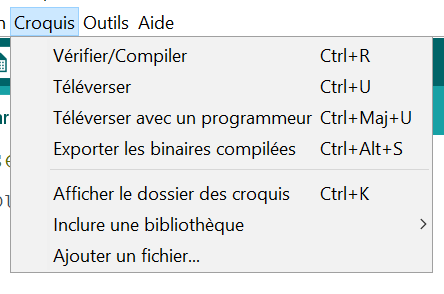 Croquis Outils Aide
Vérifier/Compiler Ctrl+R
Téléverser Ctrl+U
Téléverser avec un programmeur Ctrl+Maj+U
Exporter les binaires compilées Ctrl+Alt+S
Afficher le dossier des croquis Ctrl+K
Inclure une bibliothèque
Ajouter un fichier...